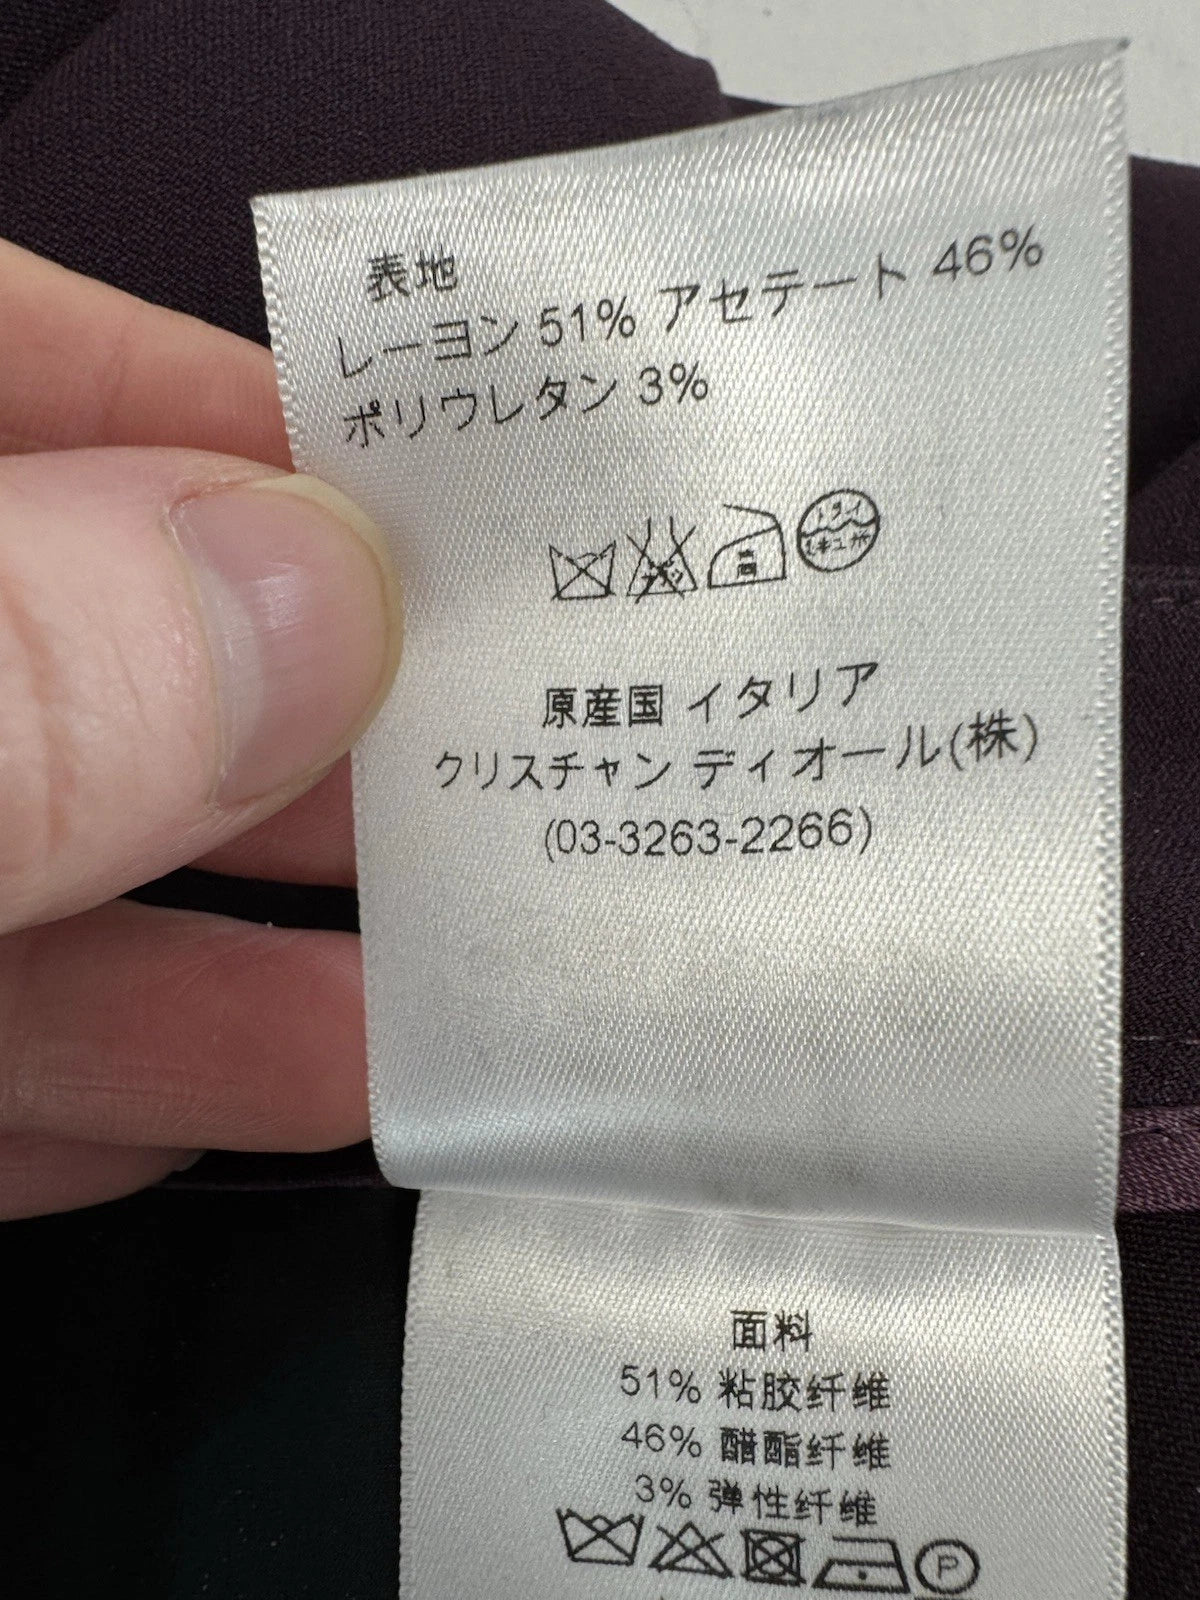 表地
レーヨン 51% アセテート 46%
ポリウレタン 3%
ドライ
原産国 イタリア
クリスチャン ディオール(株)
(03-3263-2266)
面料
51% 粘胶纤维
46% 醋酯纤维
3% 弹性纤维
P